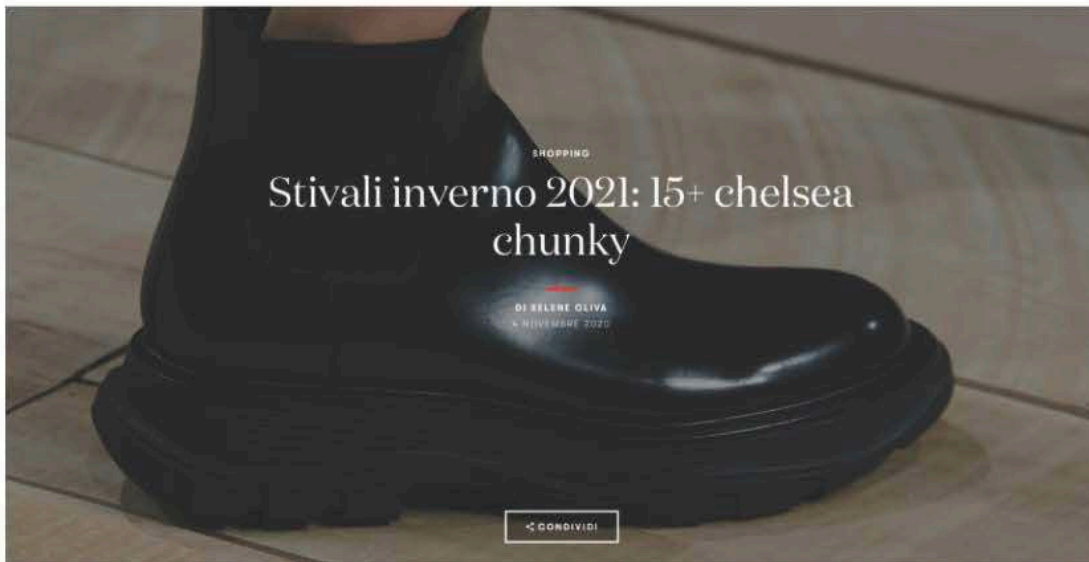 SHOPPING
Stivali inverno 2021: 15+ chelsea
chunky
DI SELENE OLIVA
4 NOVEMBRE 2020
CONDIVIDI